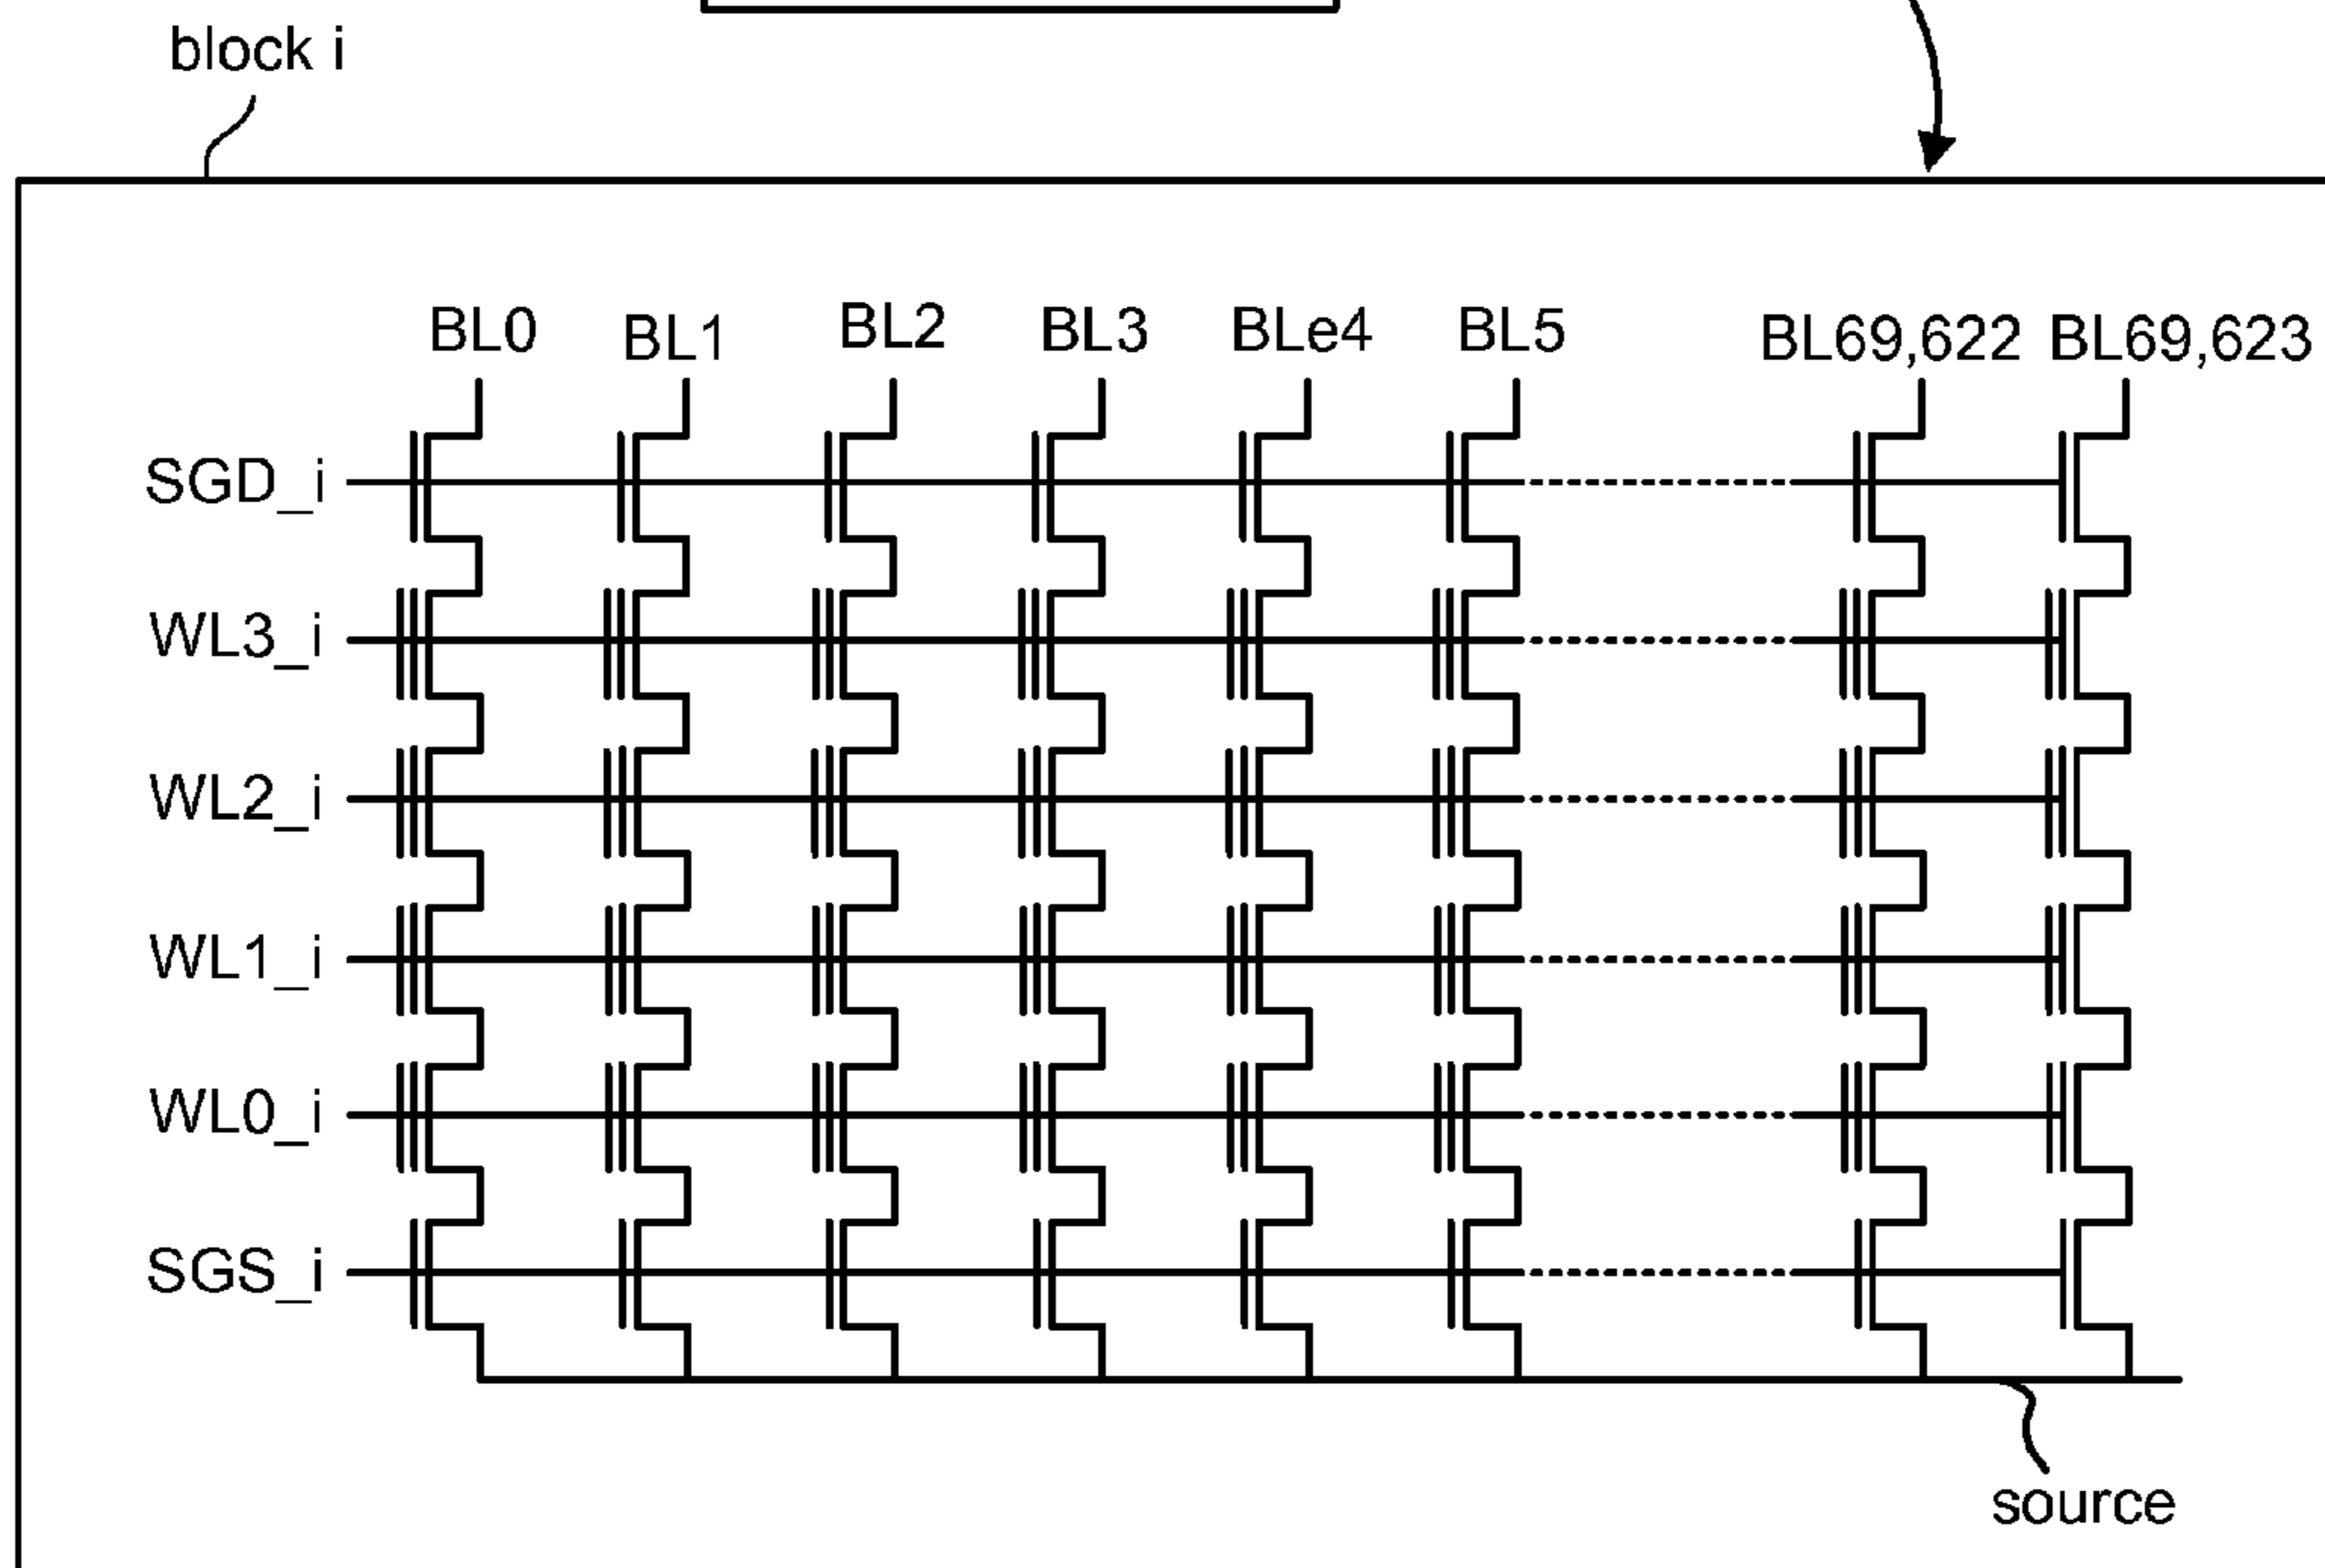 block i
BL0 BL1 BL2 BL3 BLe4 BL5 BL69,622 BL69,623
SGD_i
WL3_i
WL2_i
WL1_i
WL0_i
SGS_i
source